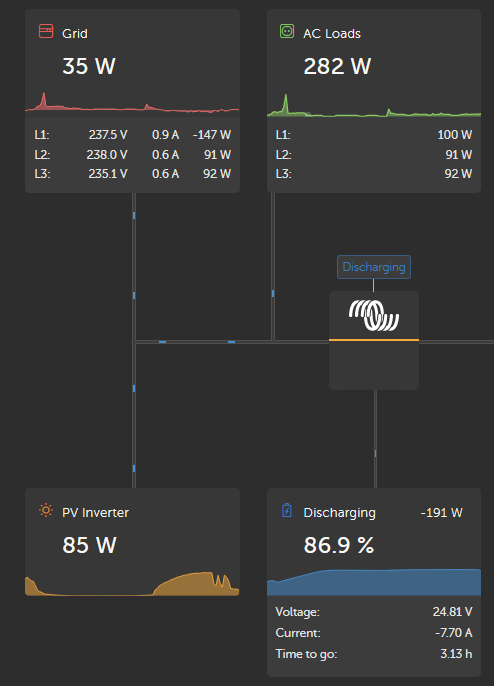 Grid
35 W
L1: 237.5 V 0.9 A -147 W
L2: 238.0 V 0.6 A 91 W
L3: 235.1 V 0.6 A 92 W
AC Loads
282 W
L1: 100 W
L2: 91 W
L3: 92 W
Discharging
PV Inverter
85 W
Discharging -191 W
86.9 %
Voltage: 24.81 V
Current: -7.70 A
Time to go: 3.13 h